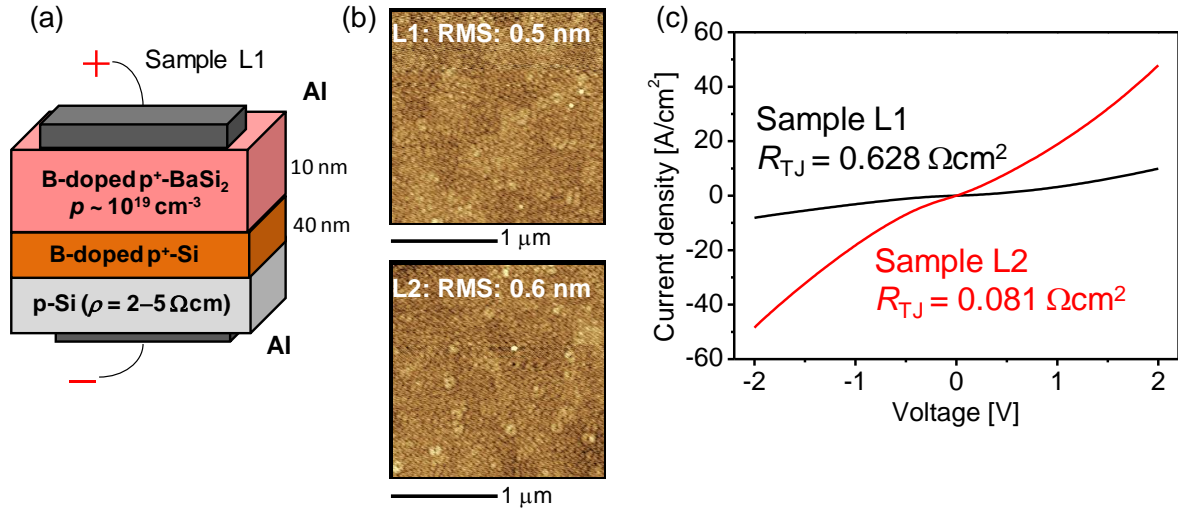 (a)
+
Sample L1
Al
B-doped p⁺-BaSi₂
p ~ 10¹⁹ cm⁻³
10 nm
40 nm
B-doped p⁺-Si
p-Si (ρ = 2–5 Ωcm)
Al
−
(b)
L1: RMS: 0.5 nm
1 μm
L2: RMS: 0.6 nm
1 μm
(c)
Current density [A/cm²]
60
40
20
0
-20
-40
-60
Sample L1
R_TJ = 0.628 Ωcm²
Sample L2
R_TJ = 0.081 Ωcm²
-2 -1 0 1 2
Voltage [V]